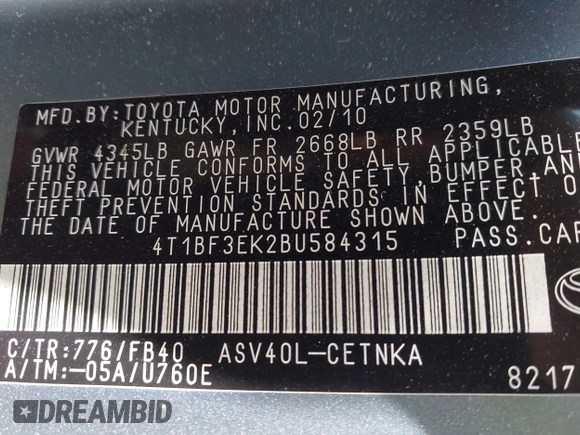 MFD.BY:TOYOTA MOTOR MANUFACTURING,
KENTUCKY,INC.02/10
GVWR 4345LB GAWR FR 2668LB RR 2359LB
THIS VEHICLE CONFORMS TO ALL APPLICABLE
FEDERAL MOTOR VEHICLE SAFETY,BUMPER,AN
THEFT PREVENTION STANDARDS IN EFFECT O
THE DATE OF MANUFACTURE SHOWN ABOVE.
4T1BF3EK2BU584315 PASS.CAR
C/TR:776/FB40 ASV40L-CETNKA
A/TM:-05A/U760E 8217
DREAMBID